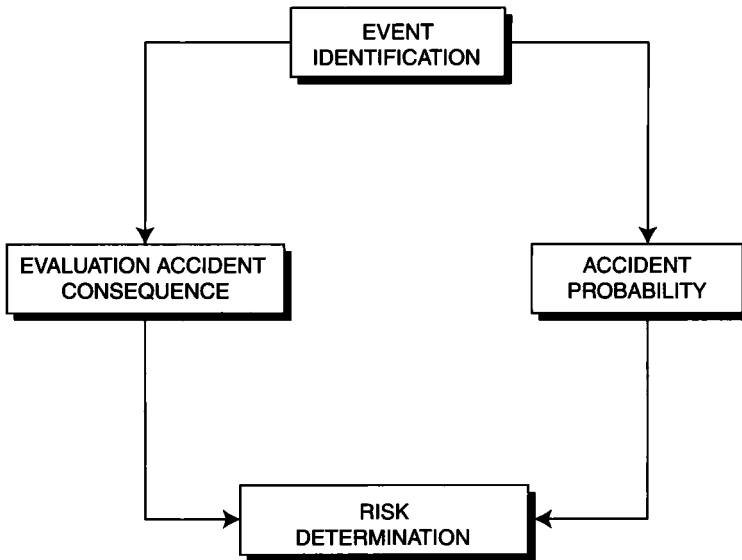 EVENT
IDENTIFICATION
EVALUATION ACCIDENT
CONSEQUENCE
ACCIDENT
PROBABILITY
RISK
DETERMINATION